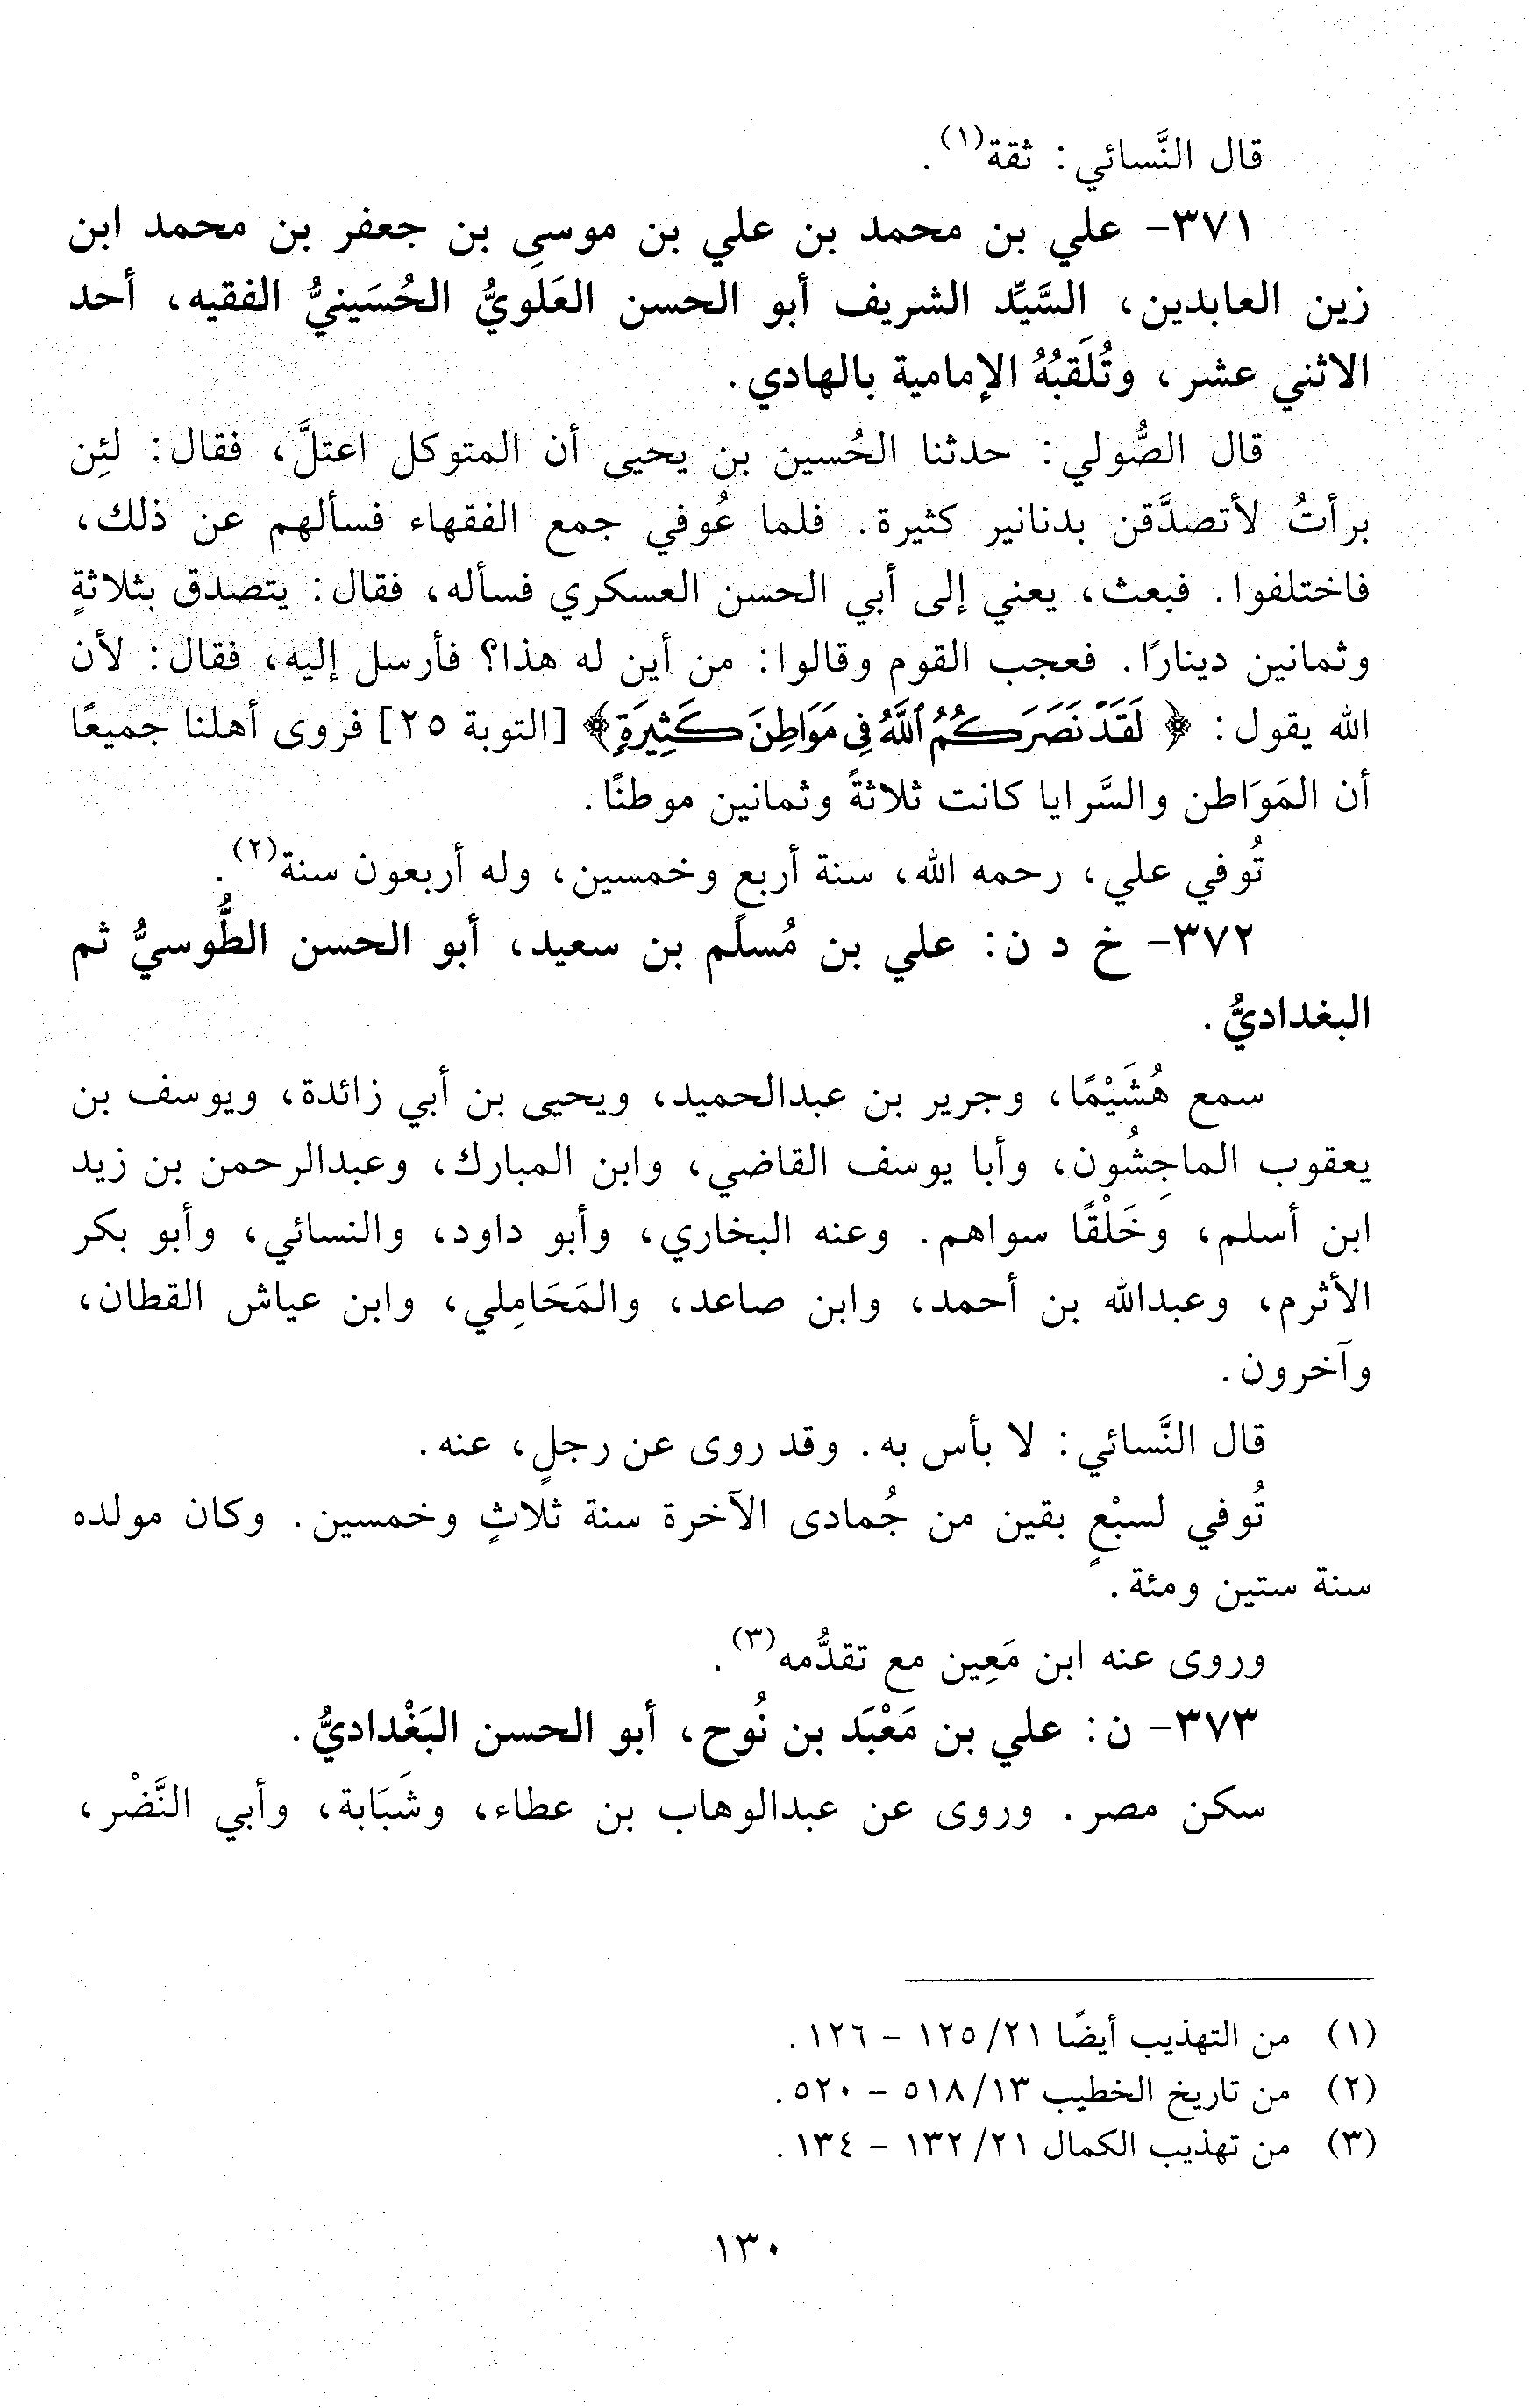 قال النَّسائي: ثقة(١).
٣٧١- علي بن محمد بن علي بن موسى بن جعفر بن محمد ابن
زين العابدين، السَّيِّد الشريف أبو الحسن العَلَويُّ الحُسَينيُّ الفقيه، أحد
الاثني عشر، وتُلَقبُهُ الإمامية بالهادي.
قال الصُّولي: حدثنا الحُسين بن يحيى أن المتوكل اعتلَّ، فقال: لئِن
برأتُ لأتصدَّقن بدنانير كثيرة. فلما عُوفي جمع الفقهاء فسألهم عن ذلك،
فاختلفوا. فبعث، يعني إلى أبي الحسن العسكري فسأله، فقال: يتصدق بثلاثةٍ
وثمانين دينارًا. فعجب القوم وقالوا: من أين له هذا؟ فأرسل إليه، فقال: لأن
الله يقول: ﴿ لَقَدْ نَصَرَكُمُ ٱللَّهُ فِى مَوَاطِنَ كَثِيرَةٍ﴾ [التوبة ٢٥] فروى أهلنا جميعًا
أن المَوَاطن والسَّرايا كانت ثلاثةً وثمانين موطنًا.
تُوفي علي، رحمه الله، سنة أربع وخمسين، وله أربعون سنة(٢).
٣٧٢- خ د ن: علي بن مُسلم بن سعيد، أبو الحسن الطُّوسيُّ ثم
البغداديُّ.
سمع هُشَيْمًا، وجرير بن عبدالحميد، ويحيى بن أبي زائدة، ويوسف بن
يعقوب الماجِشُون، وأبا يوسف القاضي، وابن المبارك، وعبدالرحمن بن زيد
ابن أسلم، وخَلْقًا سواهم. وعنه البخاري، وأبو داود، والنسائي، وأبو بكر
الأثرم، وعبدالله بن أحمد، وابن صاعد، والمَحَامِلي، وابن عياش القطان،
وآخرون.
قال النَّسائي: لا بأس به. وقد روى عن رجلٍ، عنه.
تُوفي لسبْعٍ بقين من جُمادى الآخرة سنة ثلاثٍ وخمسين. وكان مولده
سنة ستين ومئة.
وروى عنه ابن مَعِين مع تقدُّمه(٣).
٣٧٣- ن: علي بن مَعْبَد بن نُوح، أبو الحسن البَغْداديُّ.
سكن مصر. وروى عن عبدالوهاب بن عطاء، وشَبَابة، وأبي النَّضْر،
(١) من التهذيب أيضًا ٢١/ ١٢٥ - ١٢٦.
(٢) من تاريخ الخطيب ١٣/ ٥١٨ - ٥٢٠.
(٣) من تهذيب الكمال ٢١/ ١٣٢ - ١٣٤.
١٣٠